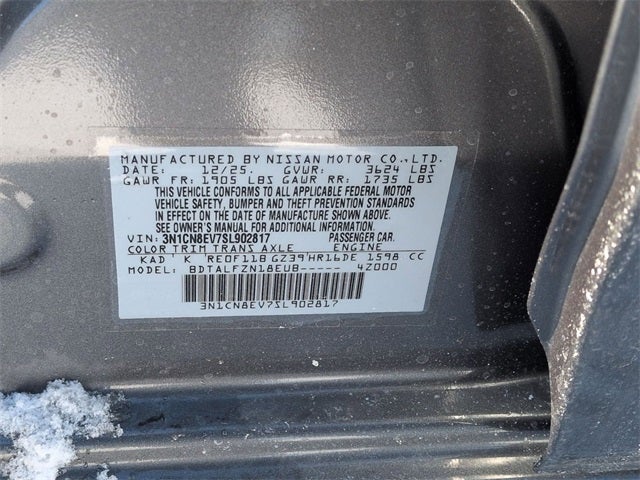 MANUFACTURED BY NISSAN MOTOR CO., LTD.
DATE: 12/25. GVWR: 3624 LBS
GAWR FR: 1905 LBS GAWR RR: 1735 LBS
THIS VEHICLE CONFORMS TO ALL APPLICABLE FEDERAL MOTOR
VEHICLE SAFETY, BUMPER AND THEFT PREVENTION STANDARDS
IN EFFECT ON THE DATE OF MANUFACTURE SHOWN ABOVE.
SEE OWNER'S MANUAL FOR ADDITIONAL INFORMATION.
VIN: 3N1CN8EV7SL902817 PASSENGER CAR.
COLOR TRIM TRANS AXLE ENGINE
KAD K RE0F11B GZ39 HR16DE 1598 CC
MODEL: BDTALFZN18EUB----- 4Z000
3N1CN8EV7SL902817